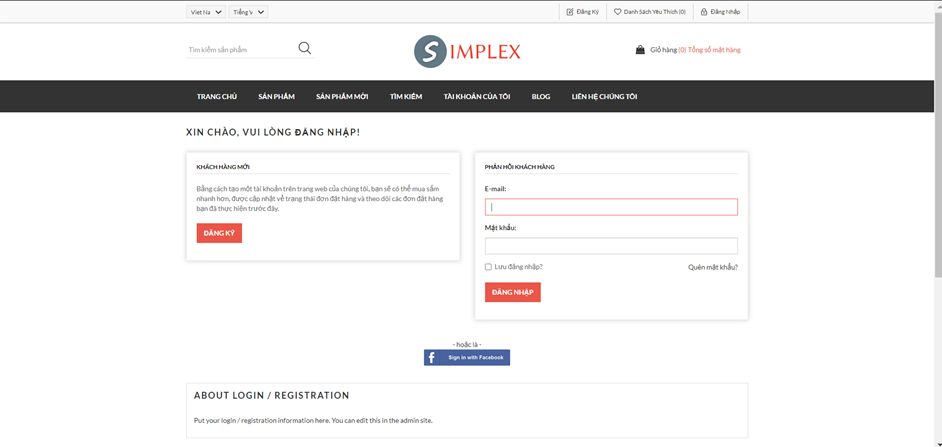 Viet Na
Tiếng V
Đăng Ký
Danh Sách Yêu Thích (0)
Đăng Nhập
Tìm kiếm sản phẩm
SIMPLEX
Giỏ hàng (0) Tổng số mặt hàng
TRANG CHỦ
SẢN PHẨM
SẢN PHẨM MỚI
TÌM KIẾM
TÀI KHOẢN CỦA TÔI
BLOG
LIÊN HỆ CHÚNG TÔI
XIN CHÀO, VUI LÒNG ĐĂNG NHẬP!
KHÁCH HÀNG MỚI
Bằng cách tạo một tài khoản trên trang web của chúng tôi, bạn sẽ có thể mua sắm
nhanh hơn, được cập nhật về trạng thái đơn đặt hàng và theo dõi các đơn đặt hàng
bạn đã thực hiện trước đây.
ĐĂNG KÝ
PHẢN HỒI KHÁCH HÀNG
E-mail:
Mật khẩu:
Lưu đăng nhập?
Quên mật khẩu?
ĐĂNG NHẬP
- hoặc là -
f Sign in with Facebook
ABOUT LOGIN / REGISTRATION
Put your login / registration information here. You can edit this in the admin site.